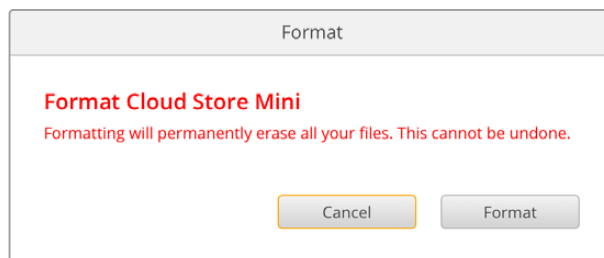 Format
Format Cloud Store Mini
Formatting will permanently erase all your files. This cannot be undone.
Cancel
Format